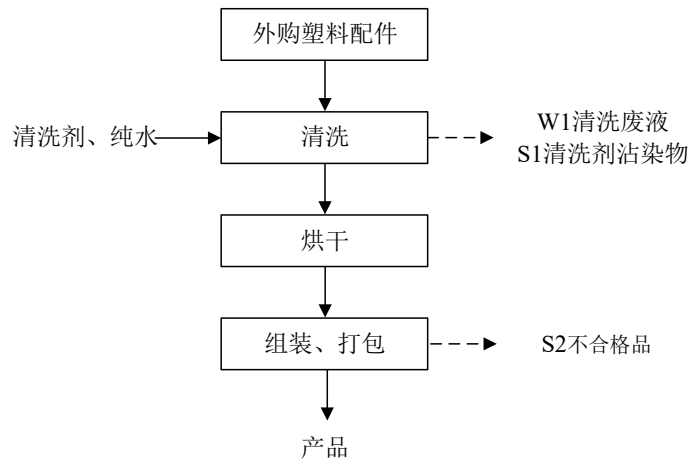 外购塑料配件
清洗剂、纯水
清洗
W1清洗废液
S1清洗剂沾染物
烘干
组装、打包
S2不合格品
产品